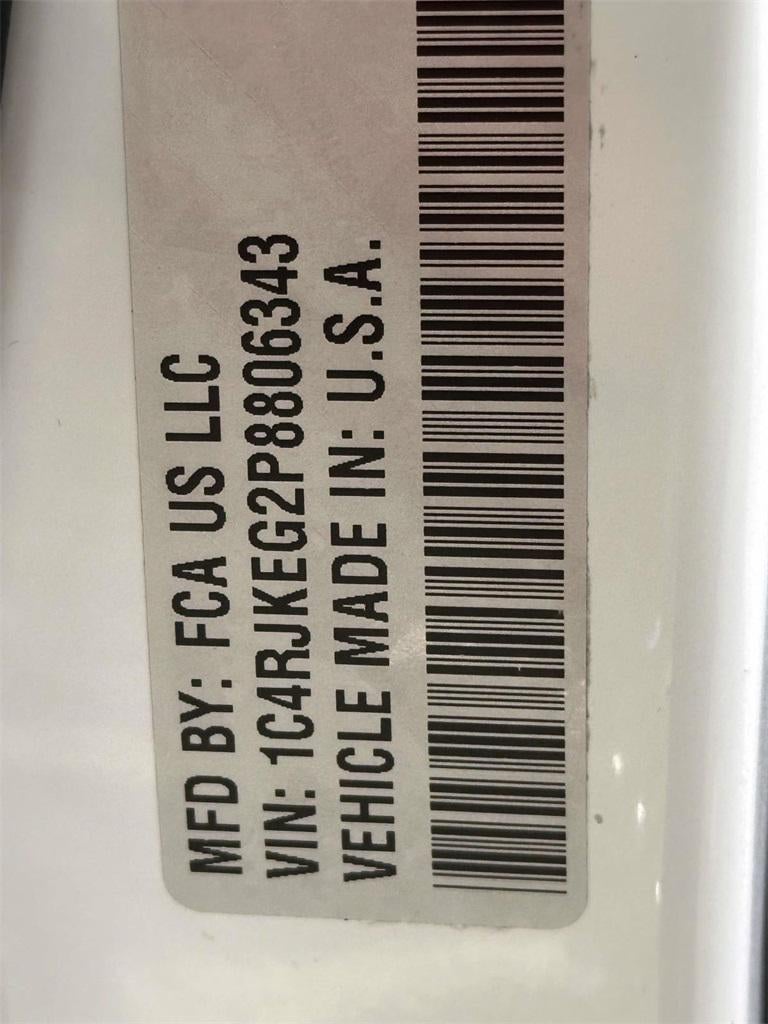 MFD BY: FCA US LLC
VIN: 1C4RJKEG2P8806343
VEHICLE MADE IN: U.S.A.